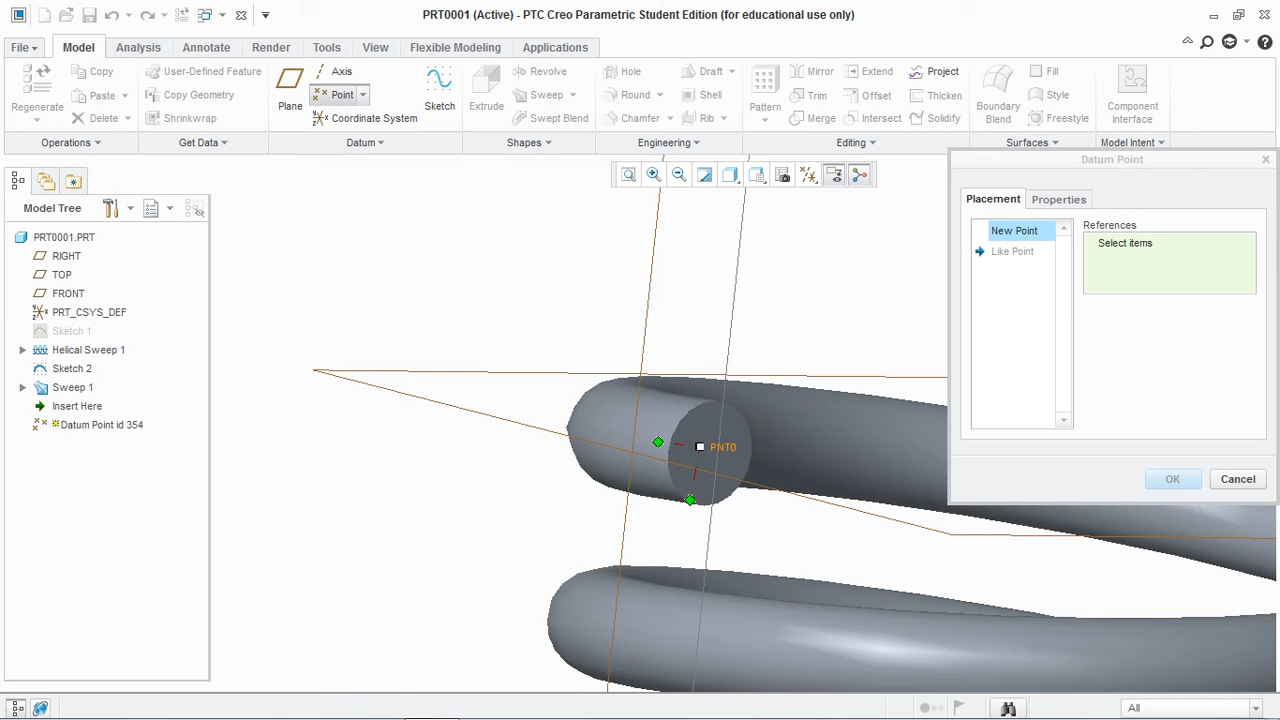 PRT0001 (Active) - PTC Creo Parametric Student Edition (for educational use only)
File Model Analysis Annotate Render Tools View Flexible Modeling Applications
Regenerate
Copy
Paste
Delete
Operations
User-Defined Feature
Copy Geometry
Shrinkwrap
Get Data
Plane
Axis
Point
Coordinate System
Sketch
Datum
Extrude
Revolve
Sweep
Swept Blend
Shapes
Hole
Round
Chamfer
Draft
Shell
Rib
Engineering
Pattern
Mirror
Trim
Merge
Extend
Offset
Intersect
Project
Thicken
Solidify
Editing
Boundary
Blend
Fill
Style
Freestyle
Surfaces
Component
Interface
Model Intent
Model Tree
PRT0001.PRT
RIGHT
TOP
FRONT
PRT_CSYS_DEF
Sketch 1
Helical Sweep 1
Sketch 2
Sweep 1
Insert Here
Datum Point id 354
PNT0
Datum Point
Placement Properties
New Point
Like Point
References
Select items
OK Cancel
All